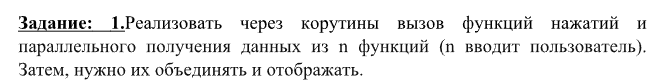 Задание: 1.Реализовать через корутины вызов функций нажатий и
параллельного получения данных из n функций (n вводит пользователь).
Затем, нужно их объединять и отображать.